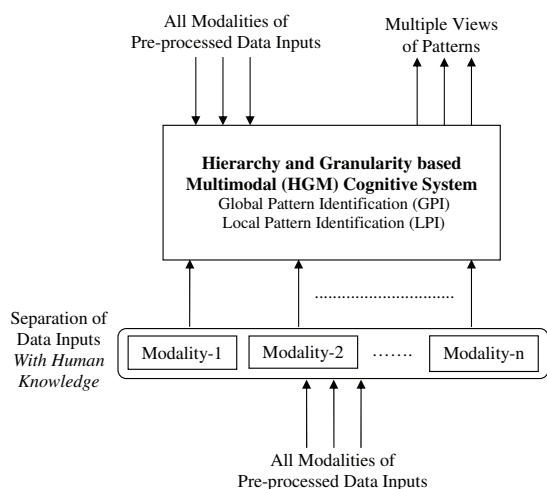 All Modalities of
Pre-processed Data Inputs
Multiple Views
of Patterns
Hierarchy and Granularity based
Multimodal (HGM) Cognitive System
Global Pattern Identification (GPI)
Local Pattern Identification (LPI)
Separation of
Data Inputs
With Human
Knowledge
Modality-1
Modality-2
.......
Modality-n
All Modalities of
Pre-processed Data Inputs